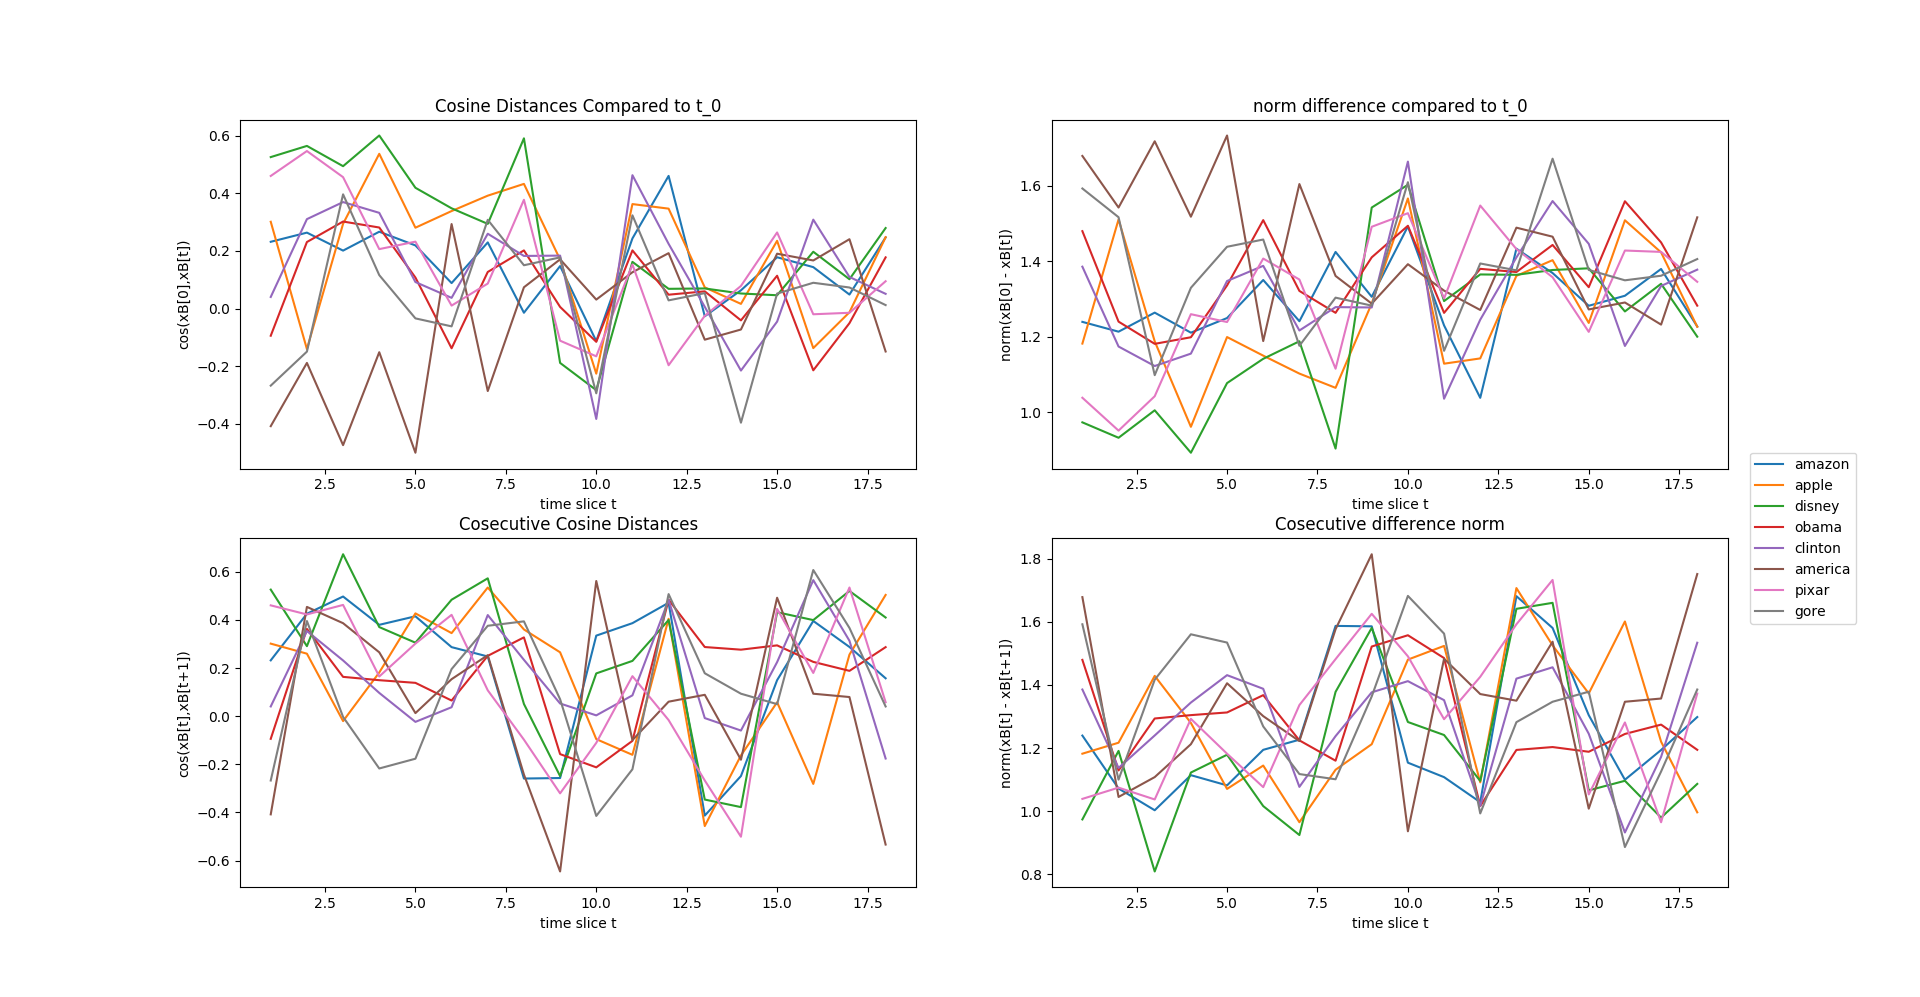 Cosine Distances Compared to t_0
cos(xB[0],xB[t])
0.6
0.4
0.2
0.0
−0.2
−0.4
2.5 5.0 7.5 10.0 12.5 15.0 17.5
time slice t
norm difference compared to t_0
norm(xB[0] - xB[t])
1.6
1.4
1.2
1.0
2.5 5.0 7.5 10.0 12.5 15.0 17.5
time slice t
Cosecutive Cosine Distances
cos(xB[t],xB[t+1])
0.6
0.4
0.2
0.0
−0.2
−0.4
−0.6
2.5 5.0 7.5 10.0 12.5 15.0 17.5
time slice t
Cosecutive difference norm
norm(xB[t] - xB[t+1])
1.8
1.6
1.4
1.2
1.0
0.8
2.5 5.0 7.5 10.0 12.5 15.0 17.5
time slice t
amazon
apple
disney
obama
clinton
america
pixar
gore